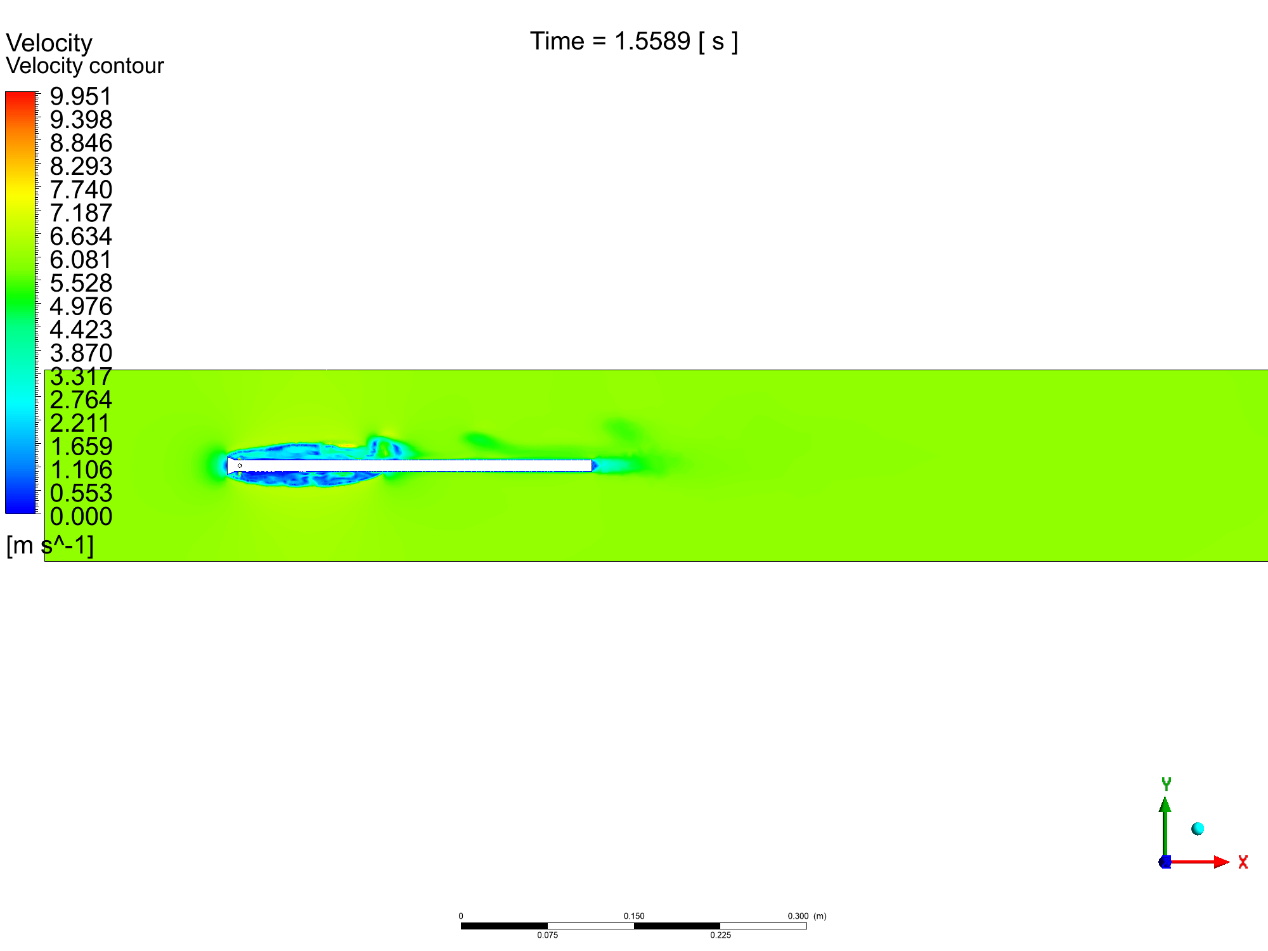 Time = 1.5589 [ s ]
Velocity
Velocity contour
9.951
9.398
8.846
8.293
7.740
7.187
6.634
6.081
5.528
4.976
4.423
3.870
3.317
2.764
2.211
1.659
1.106
0.553
0.000
[m s^-1]
Y
X
0 0.150 0.300 (m)
0.075 0.225